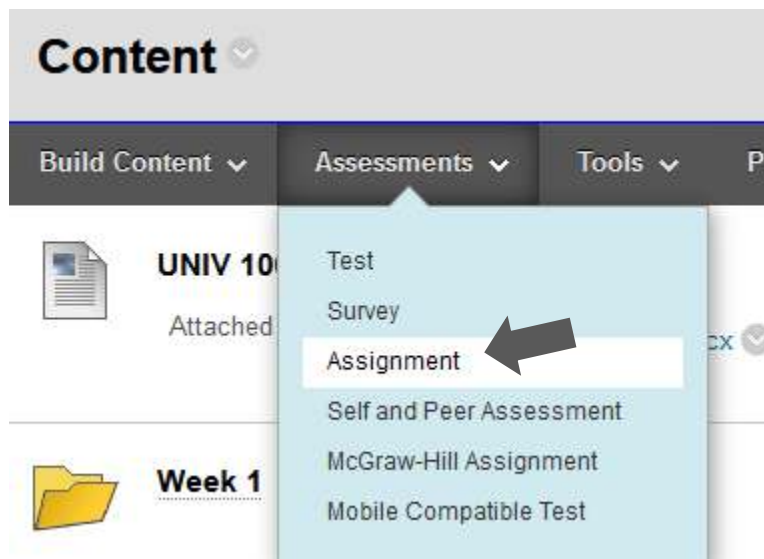 Content
Build Content Assessments Tools P
UNIV 10
Attached
cx
Test
Survey
Assignment
Self and Peer Assessment
McGraw-Hill Assignment
Mobile Compatible Test
Week 1